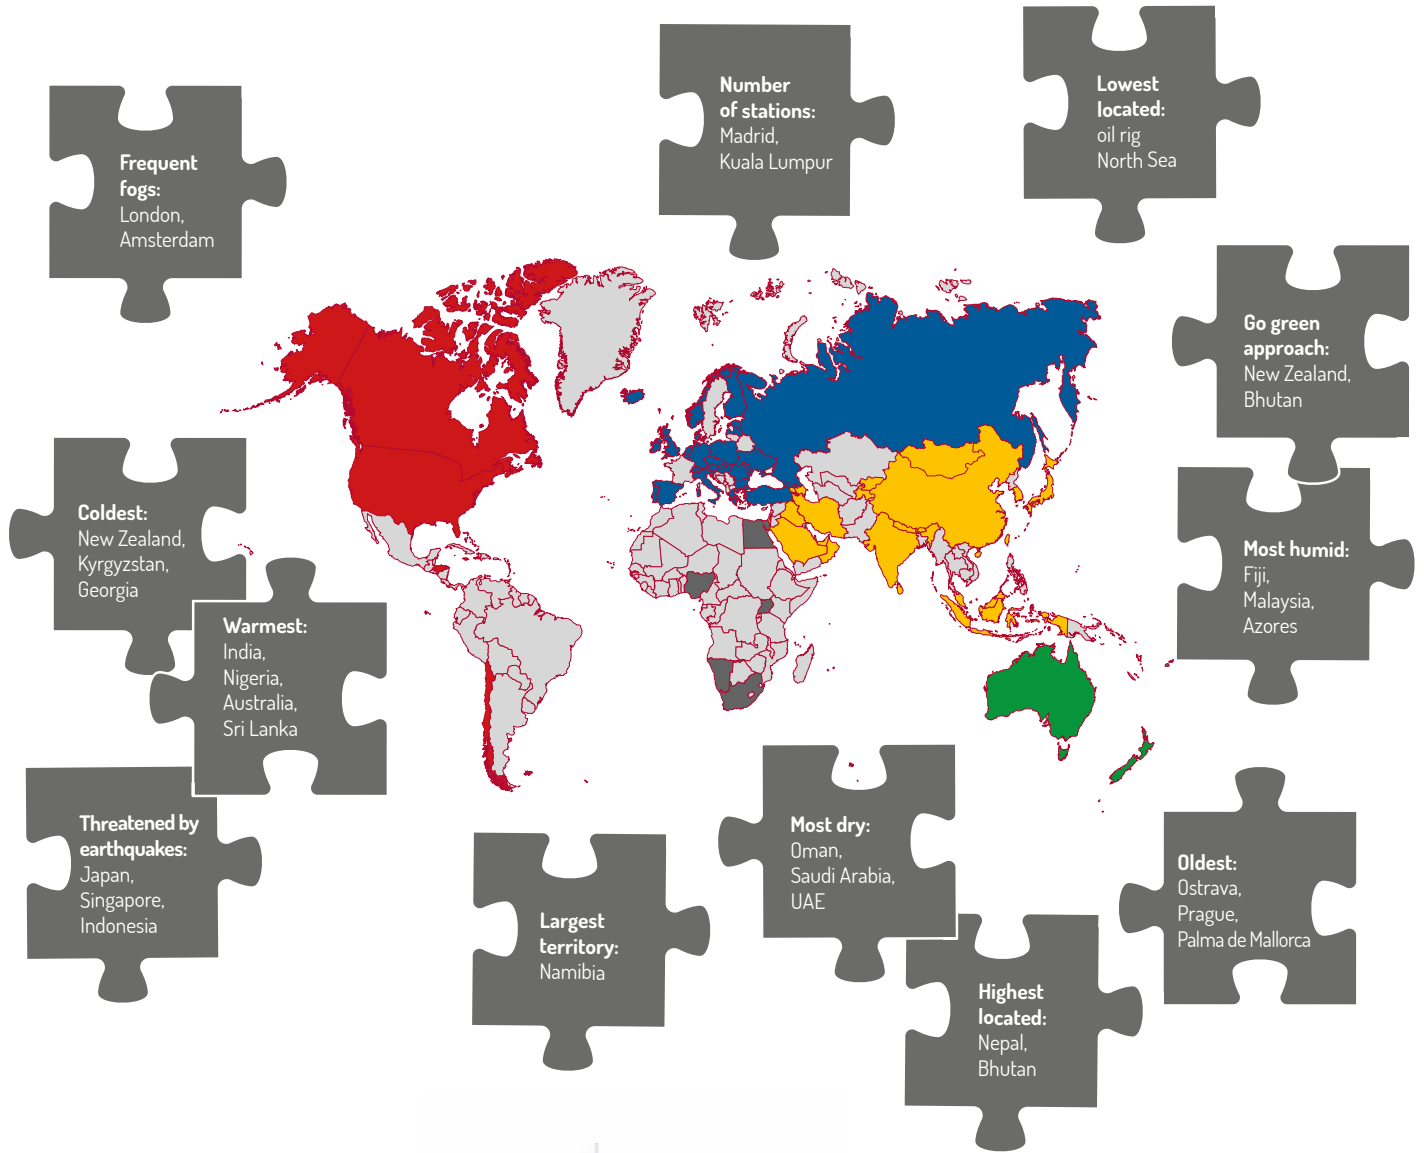 Number
of stations:
Madrid,
Kuala Lumpur
Lowest
located:
oil rig
North Sea
Frequent
fogs:
London,
Amsterdam
Go green
approach:
New Zealand,
Bhutan
Coldest:
New Zealand,
Kyrgyzstan,
Georgia
Most humid:
Fiji,
Malaysia,
Azores
Warmest:
India,
Nigeria,
Australia,
Sri Lanka
Threatened by
earthquakes:
Japan,
Singapore,
Indonesia
Most dry:
Oman,
Saudi Arabia,
UAE
Oldest:
Ostrava,
Prague,
Palma de Mallorca
Largest
territory:
Namibia
Highest
located:
Nepal,
Bhutan